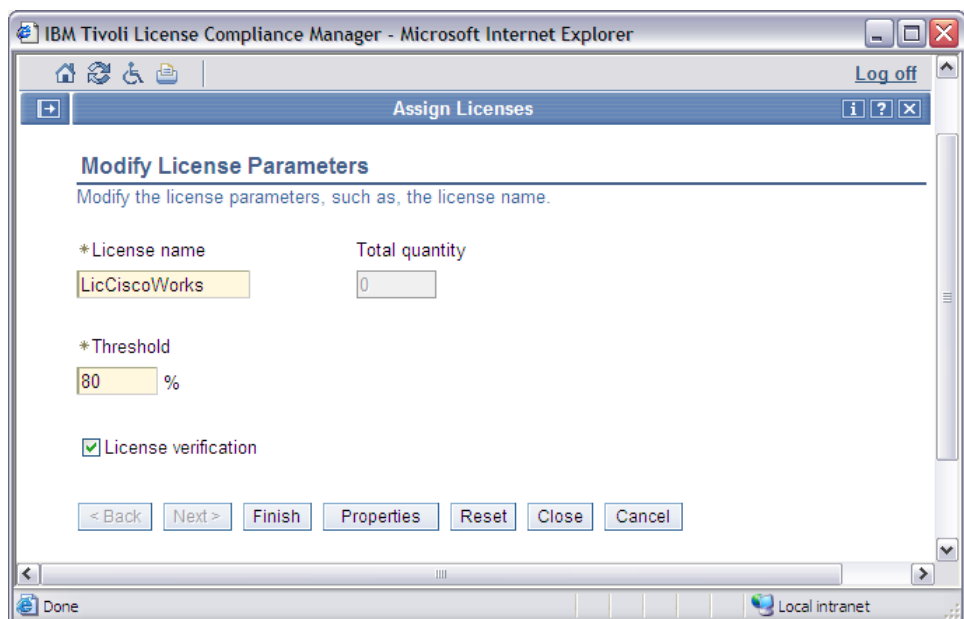 IBM Tivoli License Compliance Manager - Microsoft Internet Explorer
Log off
Assign Licenses
i ? ×
Modify License Parameters
Modify the license parameters, such as, the license name.
*License name Total quantity
LicCiscoWorks 0
*Threshold
80 %
License verification
< Back Next > Finish Properties Reset Close Cancel
Done Local intranet